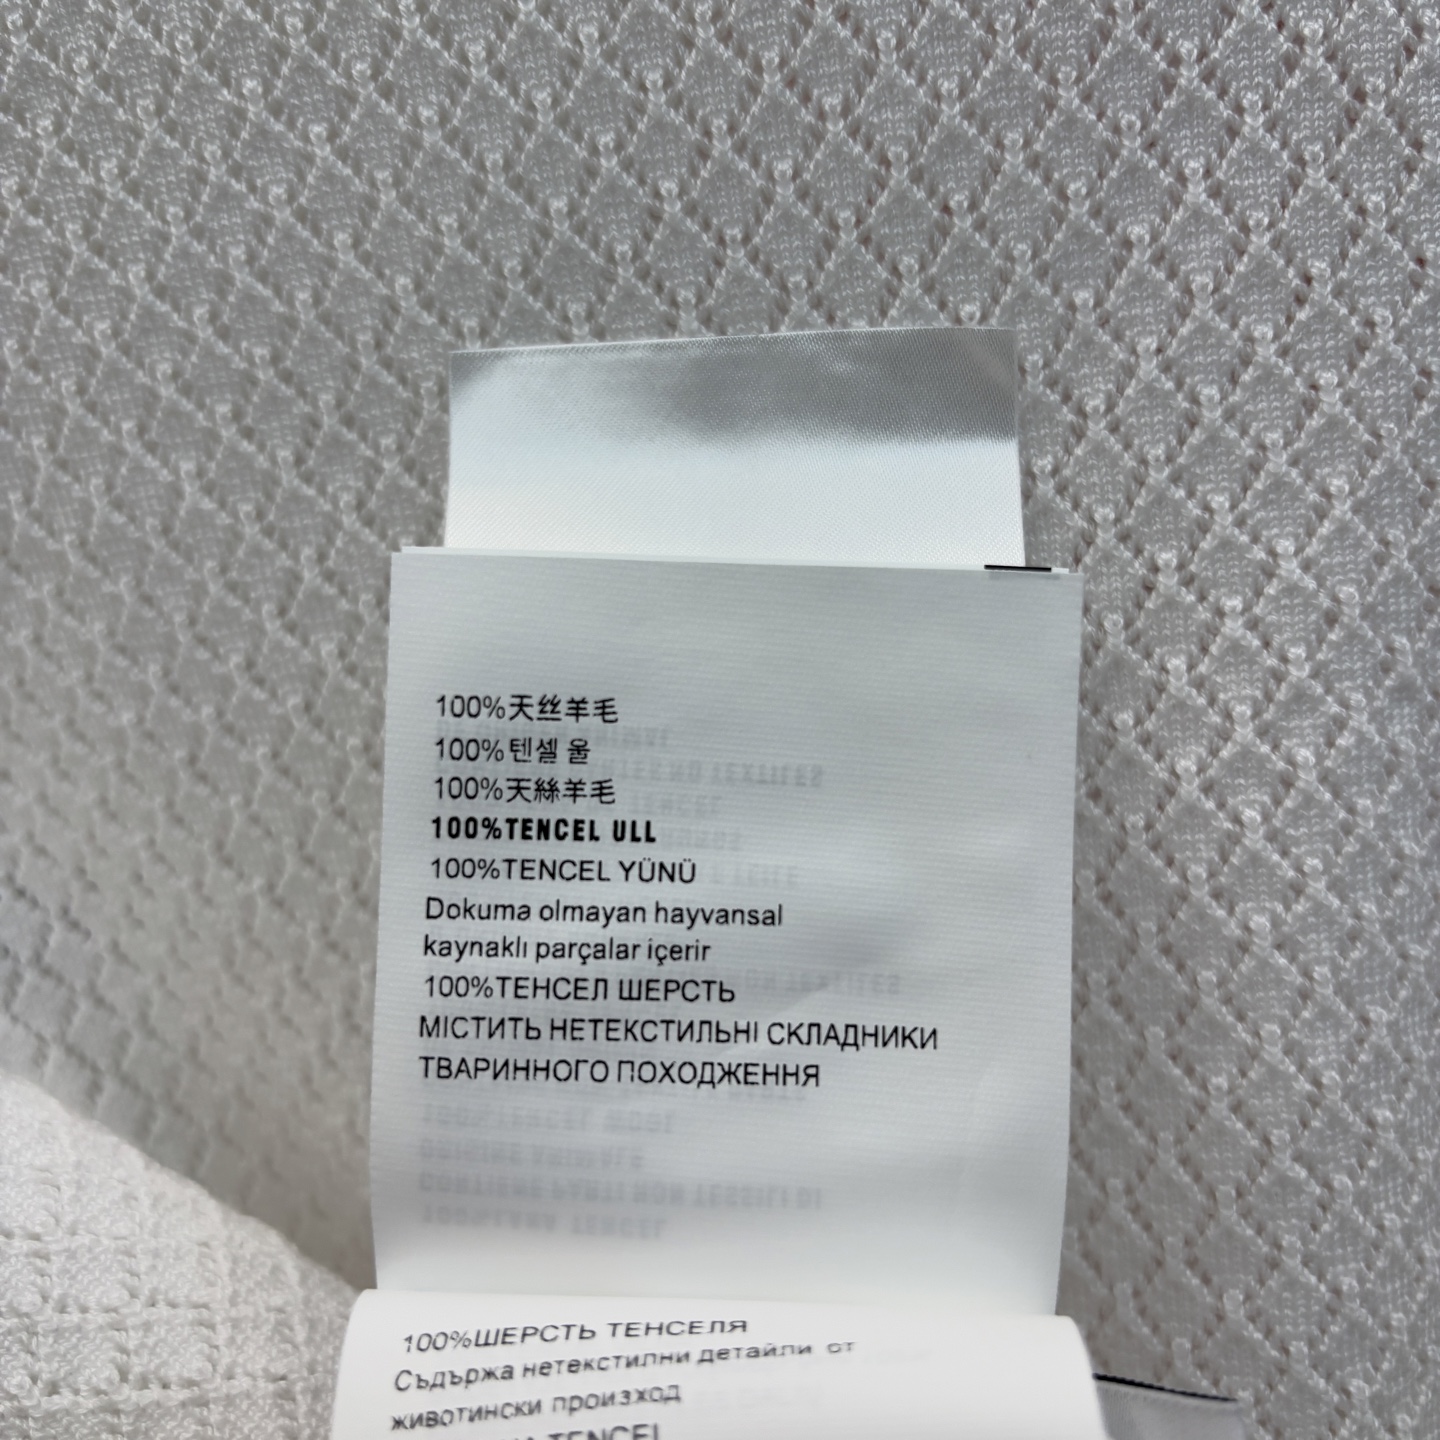 100%天丝羊毛
100%텐셀 울
100%天絲羊毛
100%TENCEL ULL
100%TENCEL YÜNÜ
Dokuma olmayan hayvansal
kaynaklı parçalar içerir
100%ТЕНСЕЛ ШЕРСТЬ
МІСТИТЬ НЕТЕКСТИЛЬНІ СКЛАДНИКИ
ТВАРИННОГО ПОХОДЖЕННЯ
100%ШЕРСТЬ ТЕНСЕЛЯ
Съдържа нетекстилни детайли от
животински произход
TENCEL